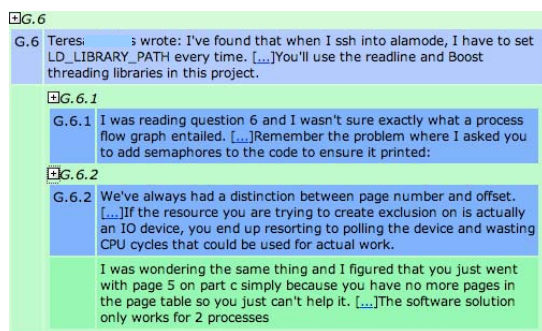 G.6
G.6 Teres s wrote: I've found that when I ssh into alamode, I have to set
LD_LIBRARY_PATH every time. [...]You'll use the readline and Boost
threading libraries in this project.
G.6.1
G.6.1 I was reading question 6 and I wasn't sure exactly what a process
flow graph entailed. [...]Remember the problem where I asked you
to add semaphores to the code to ensure it printed:
G.6.2
G.6.2 We've always had a distinction between page number and offset.
[...]If the resource you are trying to create exclusion on is actually
an IO device, you end up resorting to polling the device and wasting
CPU cycles that could be used for actual work.
I was wondering the same thing and I figured that you just went
with page 5 on part c simply because you have no more pages in
the page table so you just can't help it. [...]The software solution
only works for 2 processes